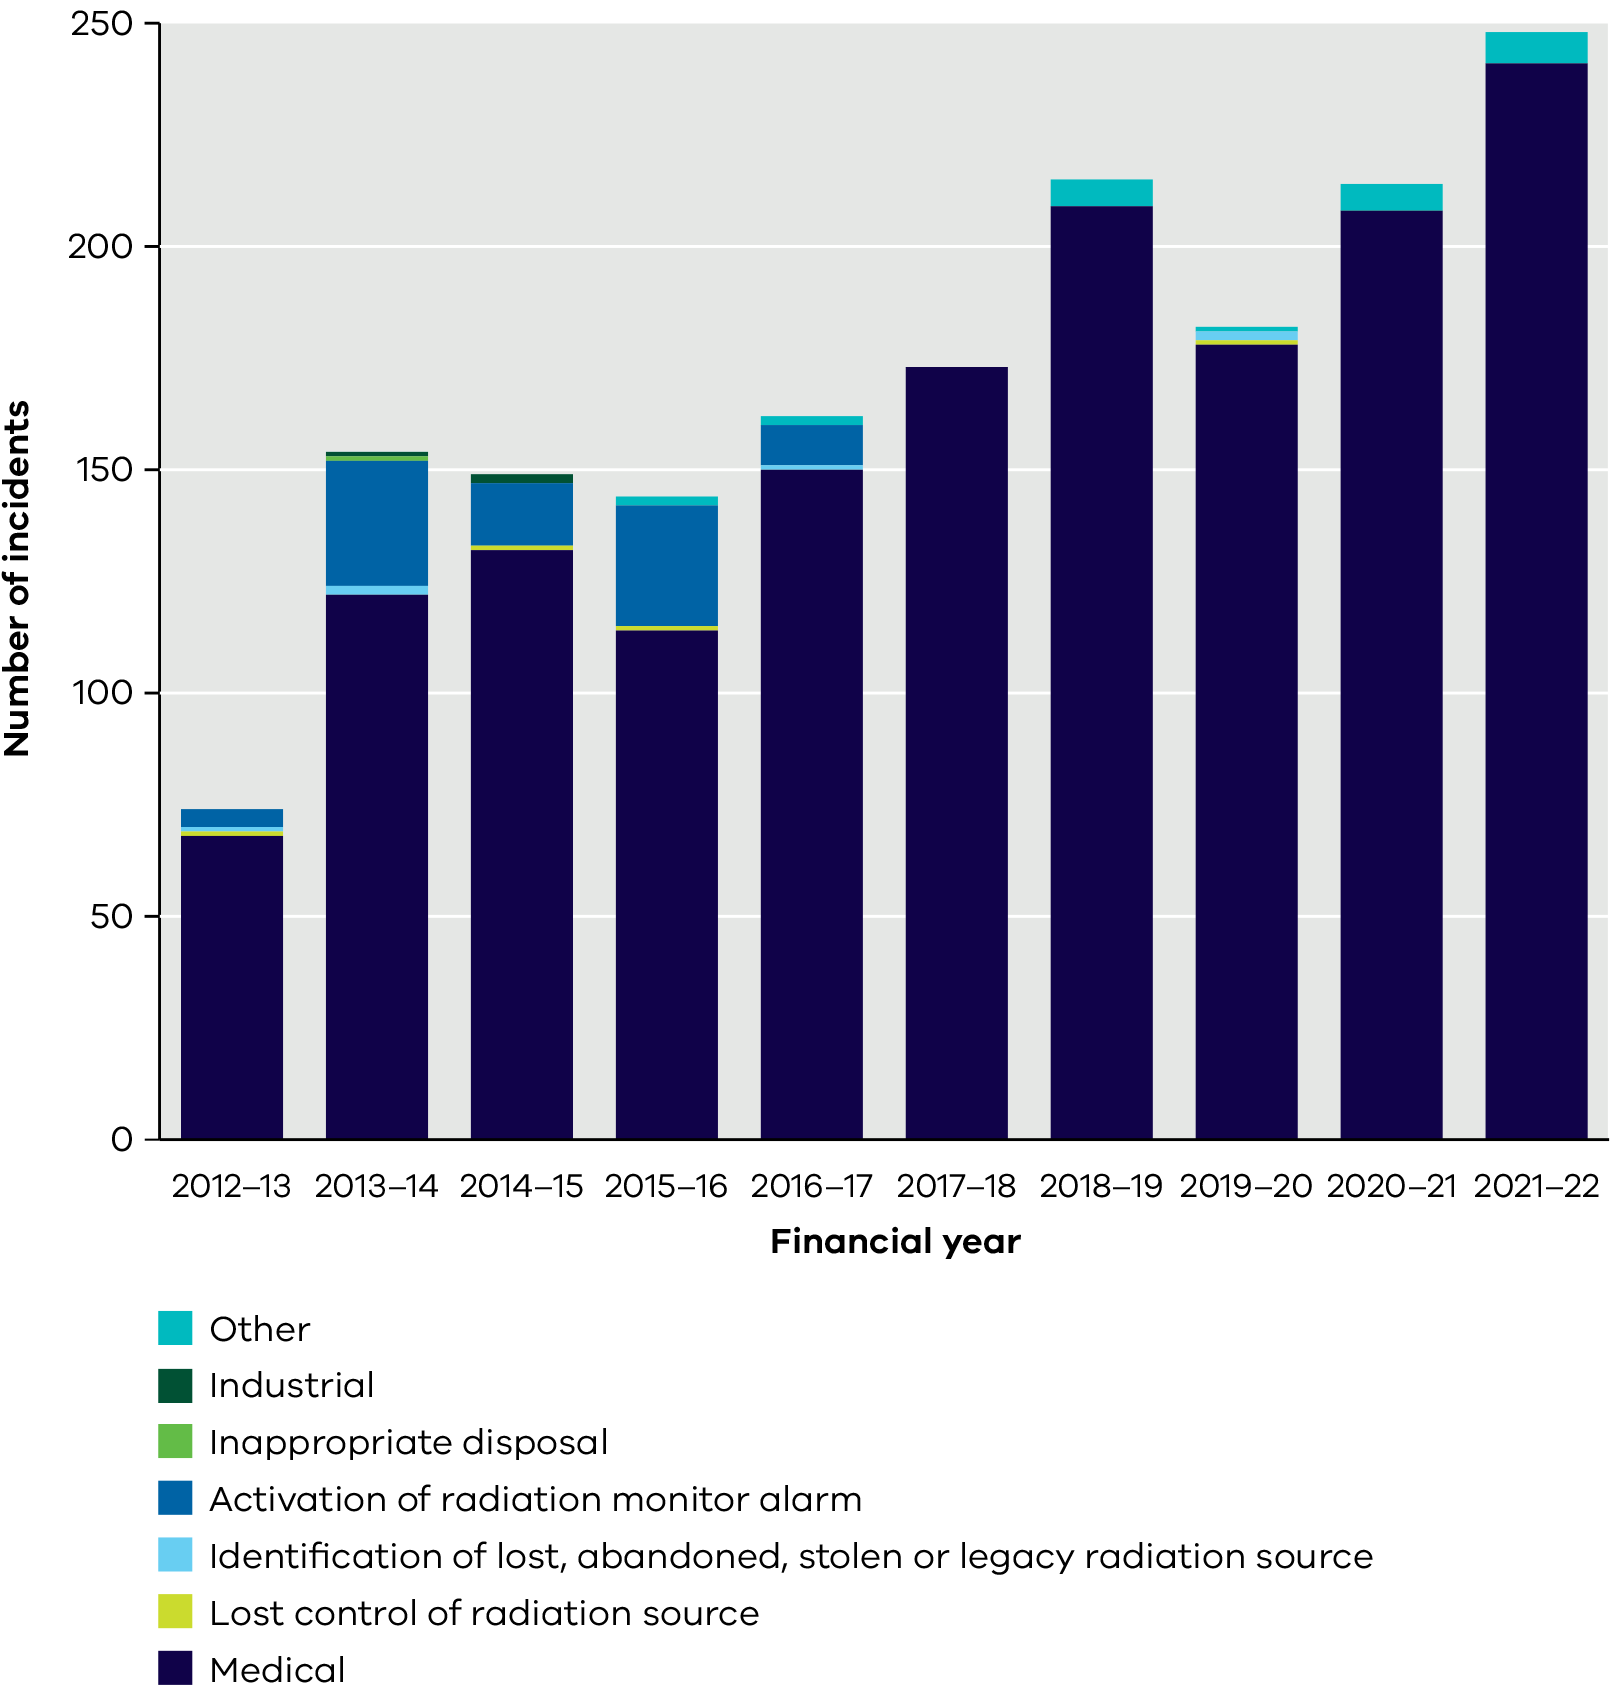 250
200
150
100
50
0
Number of incidents
2012–13 2013–14 2014–15 2015–16 2016–17 2017–18 2018–19 2019–20 2020–21 2021–22
Financial year
Other
Industrial
Inappropriate disposal
Activation of radiation monitor alarm
Identification of lost, abandoned, stolen or legacy radiation source
Lost control of radiation source
Medical